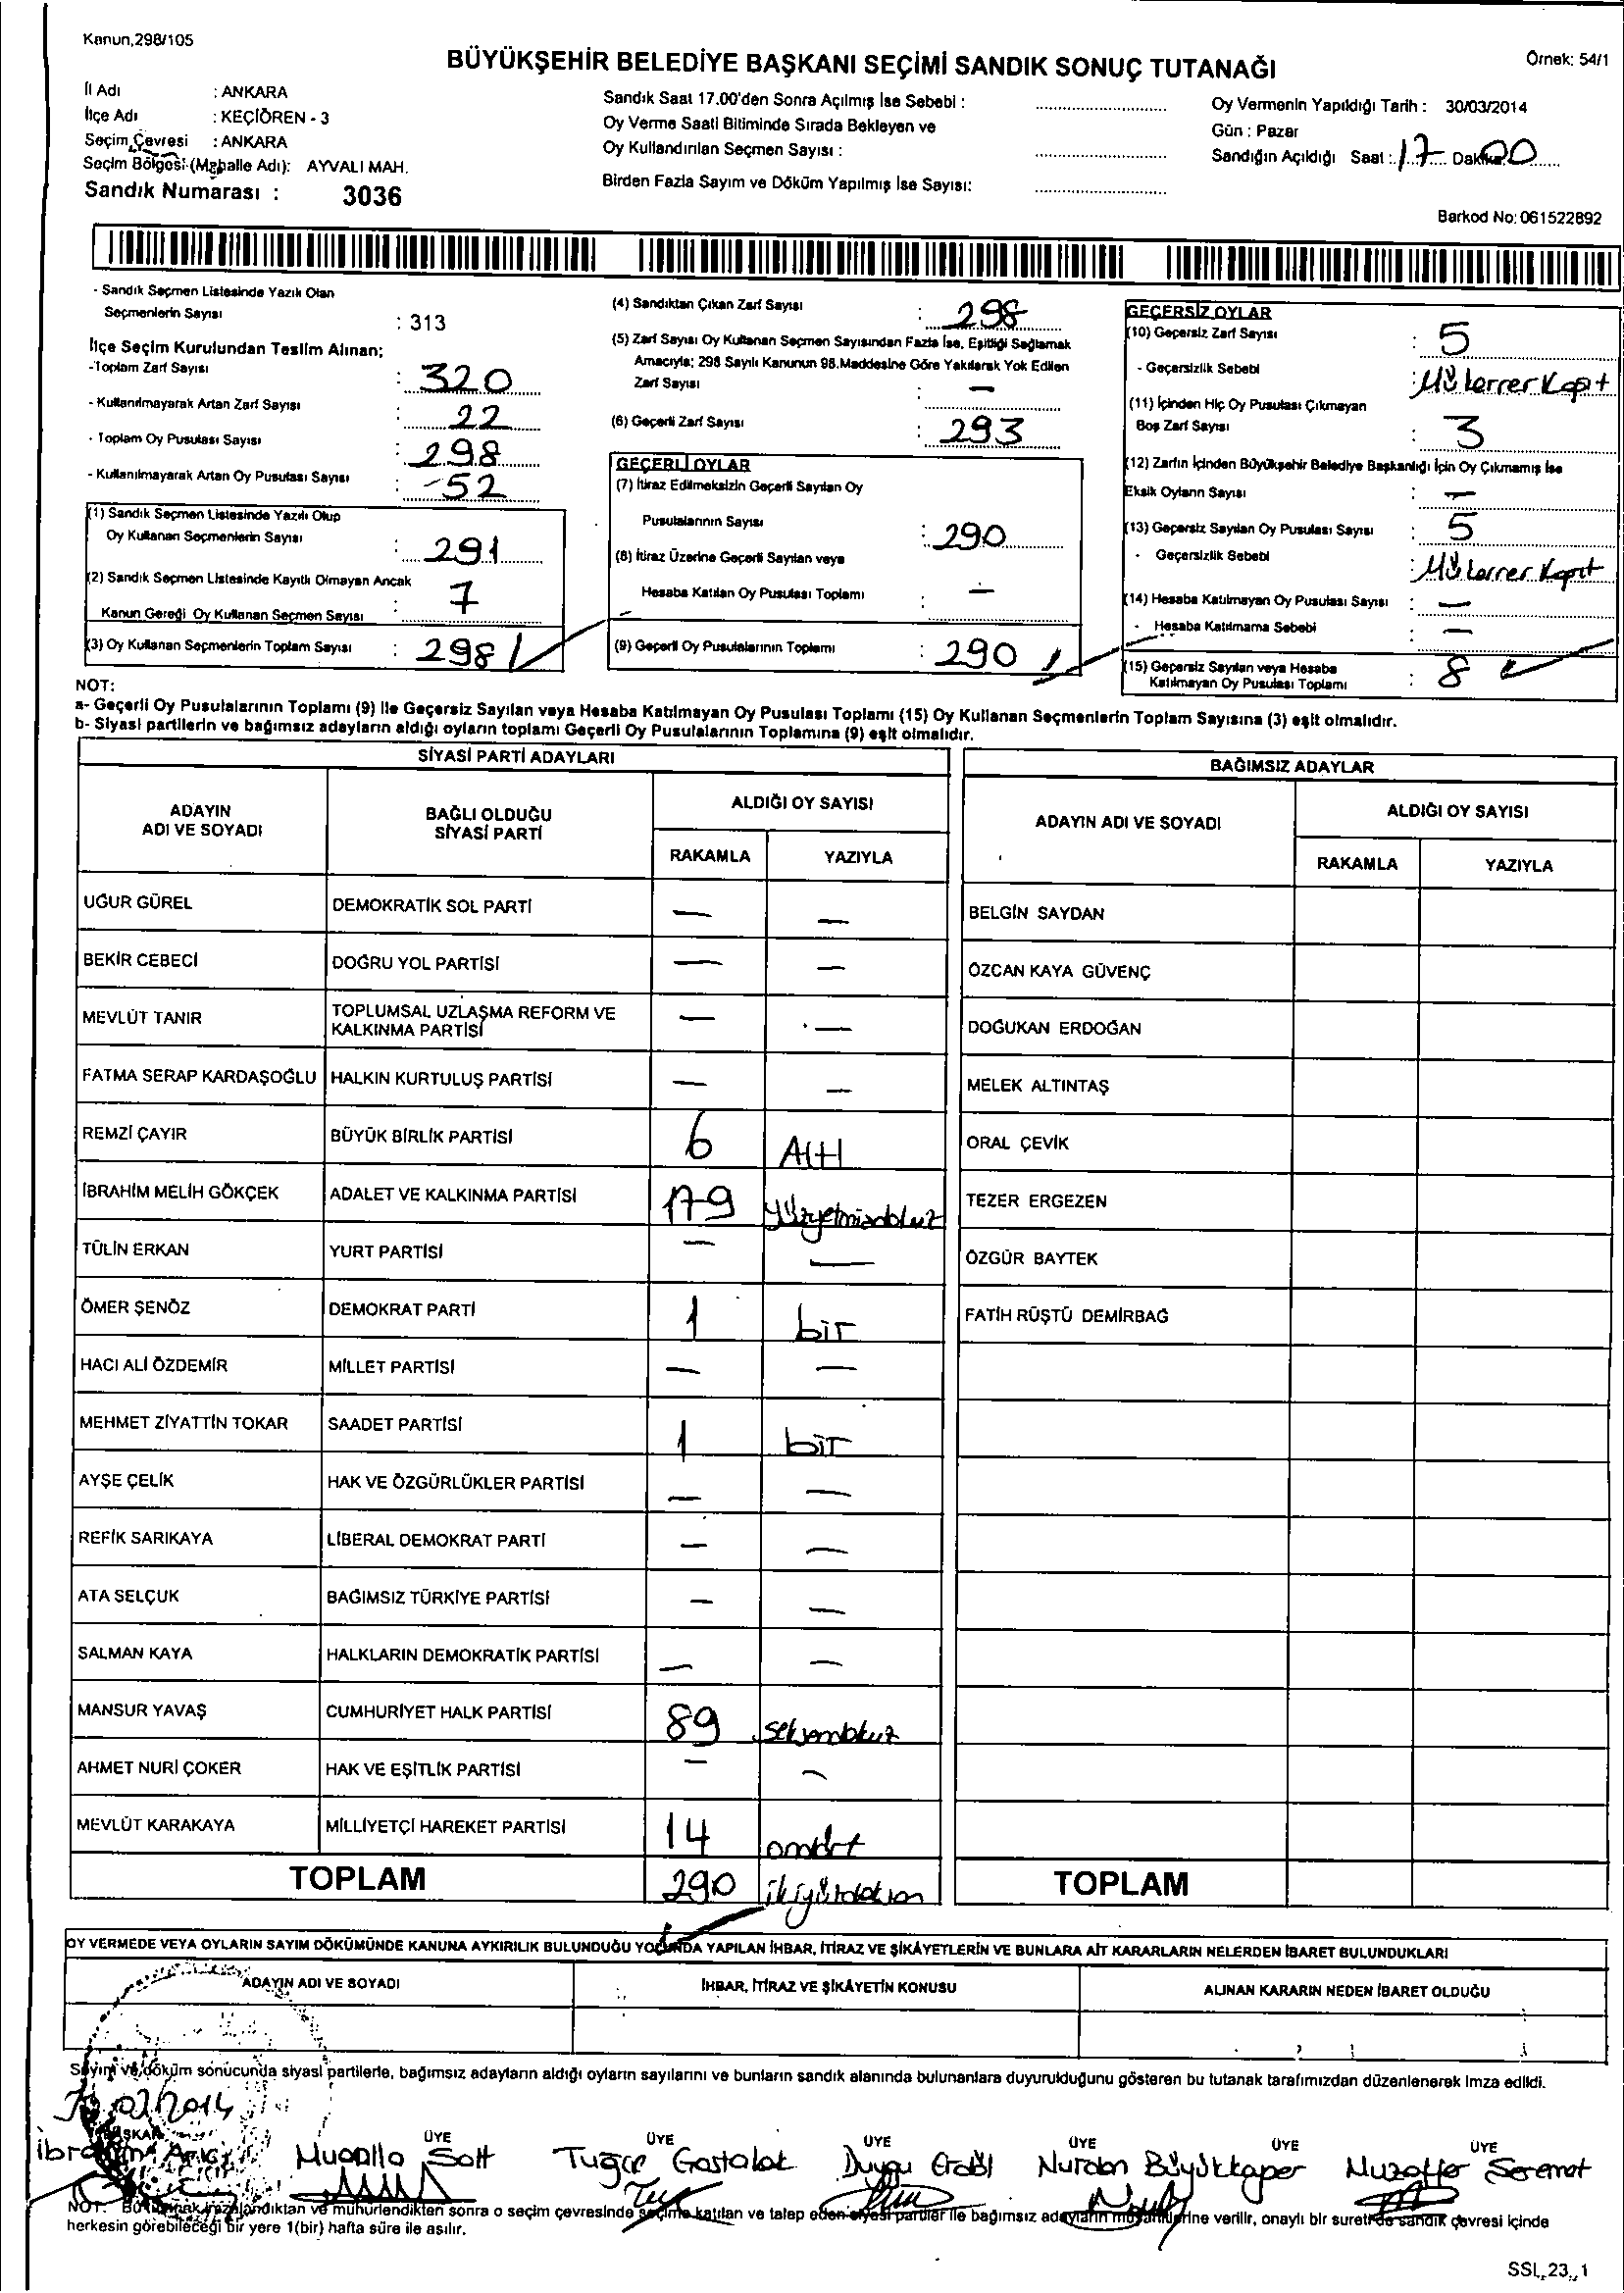 Kanun,298/105
BÜYÜKŞEHİR BELEDİYE BAŞKANI SEÇİMİ SANDIK SONUÇ TUTANAĞI
Örnek: 54/1
İl Adı : ANKARA
İlçe Adı : KEÇİÖREN - 3
Seçim Çevresi : ANKARA
Seçim Bölgesi (Mahalle Adı): AYVALI MAH.
Sandık Numarası : 3036
Sandık Saat 17.00'den Sonra Açılmış İse Sebebi :
Oy Verme Saati Bitiminde Sırada Bekleyen ve
Oy Kullandırılan Seçmen Sayısı :
Birden Fazla Sayım ve Döküm Yapılmış İse Sayısı:
Oy Vermenin Yapıldığı Tarih : 30/03/2014
Gün : Pazar
Sandığın Açıldığı Saat : 17 Dakika 00
Barkod No: 061522892
- Sandık Seçmen Listesinde Yazılı Olan
Seçmenlerin Sayısı : 313
İlçe Seçim Kurulundan Teslim Alınan;
-Toplam Zarf Sayısı : 320
- Kullanılmayarak Artan Zarf Sayısı : 22
- Toplam Oy Pusulası Sayısı : 298
- Kullanılmayarak Artan Oy Pusulası Sayısı : 52
(1) Sandık Seçmen Listesinde Yazılı Olup
Oy Kullanan Seçmenlerin Sayısı : 291
(2) Sandık Seçmen Listesinde Kayıtlı Olmayan Ancak
Kanun Gereği Oy Kullanan Seçmen Sayısı : 7
(3) Oy Kullanan Seçmenlerin Toplam Sayısı : 298
(4) Sandıktan Çıkan Zarf Sayısı : 298
(5) Zarf Sayısı Oy Kullanan Seçmen Sayısından Fazla İse, Eşitliği Sağlamak
Amacıyla; 298 Sayılı Kanunun 98.Maddesine Göre Yakılarak Yok Edilen
Zarf Sayısı : —
(6) Geçerli Zarf Sayısı : 293
GEÇERLİ OYLAR
(7) İtiraz Edilmeksizin Geçerli Sayılan Oy
Pusulalarının Sayısı : 290
(8) İtiraz Üzerine Geçerli Sayılan veya
Hesaba Katılan Oy Pusulası Toplamı : —
(9) Geçerli Oy Pusulalarının Toplamı : 290
GEÇERSİZ OYLAR
(10) Geçersiz Zarf Sayısı : 5
- Geçersizlik Sebebi : Mükerrer Kapıt
(11) İçinden Hiç Oy Pusulası Çıkmayan
Boş Zarf Sayısı : 3
(12) Zarfın İçinden Büyükşehir Belediye Başkanlığı İçin Oy Çıkmamış İse
Eksik Oyların Sayısı : —
(13) Geçersiz Sayılan Oy Pusulası Sayısı : 5
- Geçersizlik Sebebi : Mükerrer Kapıt
(14) Hesaba Katılmayan Oy Pusulası Sayısı : —
- Hesaba Katılmama Sebebi : —
(15) Geçersiz Sayılan veya Hesaba
Katılmayan Oy Pusulası Toplamı : 8
NOT:
a- Geçerli Oy Pusulalarının Toplamı (9) ile Geçersiz Sayılan veya Hesaba Katılmayan Oy Pusulası Toplamı (15) Oy Kullanan Seçmenlerin Toplam Sayısına (3) eşit olmalıdır.
b- Siyasi partilerin ve bağımsız adayların aldığı oyların toplamı Geçerli Oy Pusulalarının Toplamına (9) eşit olmalıdır.
SİYASİ PARTİ ADAYLARI
ADAYIN ADI VE SOYADI BAĞLI OLDUĞU SİYASİ PARTİ ALDIĞI OY SAYISI
RAKAMLA YAZIYLA
UĞUR GÜREL DEMOKRATİK SOL PARTİ — —
BEKİR CEBECİ DOĞRU YOL PARTİSİ — —
MEVLÜT TANIR TOPLUMSAL UZLAŞMA REFORM VE KALKINMA PARTİSİ — —
FATMA SERAP KARDAŞOĞLU HALKIN KURTULUŞ PARTİSİ — —
REMZİ ÇAYIR BÜYÜK BİRLİK PARTİSİ 6 Altı
İBRAHİM MELİH GÖKÇEK ADALET VE KALKINMA PARTİSİ 179 yüzyetmişdokuz
TÜLİN ERKAN YURT PARTİSİ — —
ÖMER ŞENÖZ DEMOKRAT PARTİ 1 bir
HACI ALİ ÖZDEMİR MİLLET PARTİSİ — —
MEHMET ZİYATTİN TOKAR SAADET PARTİSİ 1 bir
AYŞE ÇELİK HAK VE ÖZGÜRLÜKLER PARTİSİ — —
REFİK SARIKAYA LİBERAL DEMOKRAT PARTİ — —
ATA SELÇUK BAĞIMSIZ TÜRKİYE PARTİSİ — —
SALMAN KAYA HALKLARIN DEMOKRATİK PARTİSİ — —
MANSUR YAVAŞ CUMHURİYET HALK PARTİSİ 89 seksendokuz
AHMET NURİ ÇOKER HAK VE EŞİTLİK PARTİSİ — —
MEVLÜT KARAKAYA MİLLİYETÇİ HAREKET PARTİSİ 14 ondört
TOPLAM 290 ikiyüzdoksan
BAĞIMSIZ ADAYLAR
ADAYIN ADI VE SOYADI ALDIĞI OY SAYISI
RAKAMLA YAZIYLA
BELGİN SAYDAN
ÖZCAN KAYA GÜVENÇ
DOĞUKAN ERDOĞAN
MELEK ALTINTAŞ
ORAL ÇEVİK
TEZER ERGEZEN
ÖZGÜR BAYTEK
FATİH RÜŞTÜ DEMİRBAĞ
TOPLAM
OY VERMEDE VEYA OYLARIN SAYIM DÖKÜMÜNDE KANUNA AYKIRILIK BULUNDUĞU YOLUNDA YAPILAN İHBAR, İTİRAZ VE ŞİKÂYETLERİN VE BUNLARA AİT KARARLARIN NELERDEN İBARET BULUNDUKLARI
ADAYIN ADI VE SOYADI İHBAR, İTİRAZ VE ŞİKÂYETİN KONUSU ALINAN KARARIN NEDEN İBARET OLDUĞU
Sayım ve döküm sonucunda siyasi partilerle, bağımsız adayların aldığı oyların sayılarını ve bunların sandık alanında bulunanlara duyurulduğunu gösteren bu tutanak tarafımızdan düzenlenerek imza edildi.
30/03/2014
BAŞKAN ÜYE ÜYE ÜYE ÜYE ÜYE ÜYE
İbrahim Mualla Salt Tuğçe Gastalak Duygu Erdöl Nurdan Büyükkaper Muzaffer Seremet
NOT: Bu tutanak imzalandıktan ve mühürlendikten sonra o seçim çevresinde seçime katılan ve talep eden siyasi partiler ile bağımsız adayların müşahitlerine verilir, onaylı bir sureti de sandık çevresi içinde
herkesin görebileceği bir yere 1(bir) hafta süre ile asılır.
SSL_23_1